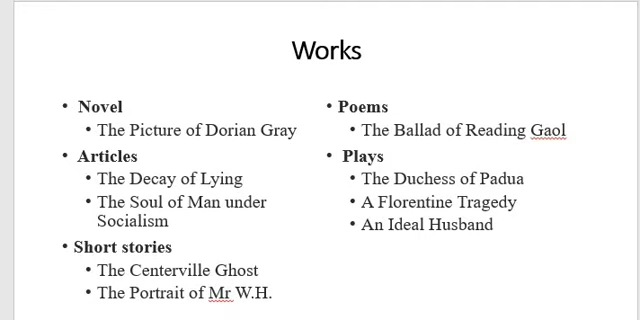 Works
• Novel
• The Picture of Dorian Gray
• Articles
• The Decay of Lying
• The Soul of Man under
Socialism
• Short stories
• The Centerville Ghost
• The Portrait of Mr W.H.
• Poems
• The Ballad of Reading Gaol
• Plays
• The Duchess of Padua
• A Florentine Tragedy
• An Ideal Husband